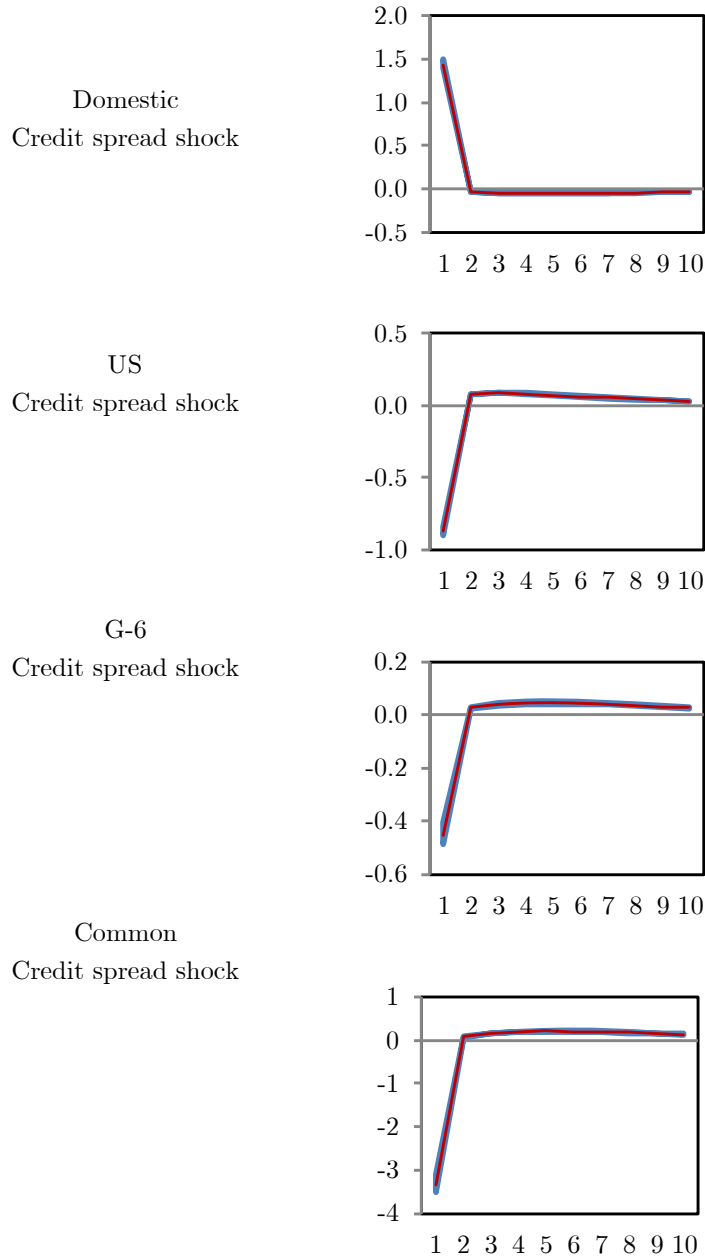 Domestic
Credit spread shock
2.0
1.5
1.0
0.5
0.0
-0.5
1 2 3 4 5 6 7 8 9 10
US
Credit spread shock
0.5
0.0
-0.5
-1.0
1 2 3 4 5 6 7 8 9 10
G-6
Credit spread shock
0.2
0.0
-0.2
-0.4
-0.6
1 2 3 4 5 6 7 8 9 10
Common
Credit spread shock
1
0
-1
-2
-3
-4
1 2 3 4 5 6 7 8 9 10